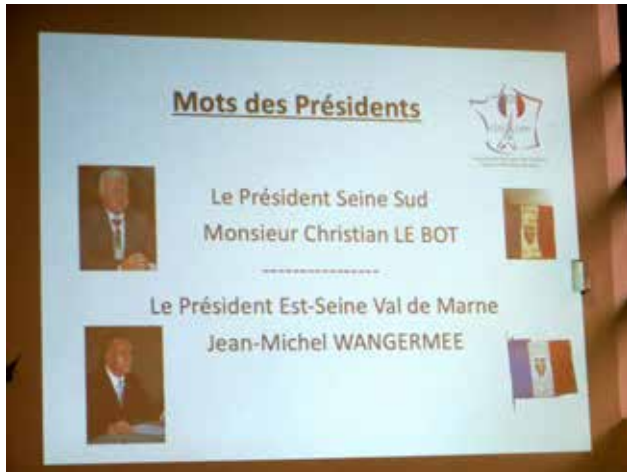 Mots des Présidents
Le Président Seine Sud
Monsieur Christian LE BOT
----------------
Le Président Est-Seine Val de Marne
Jean-Michel WANGERMEE